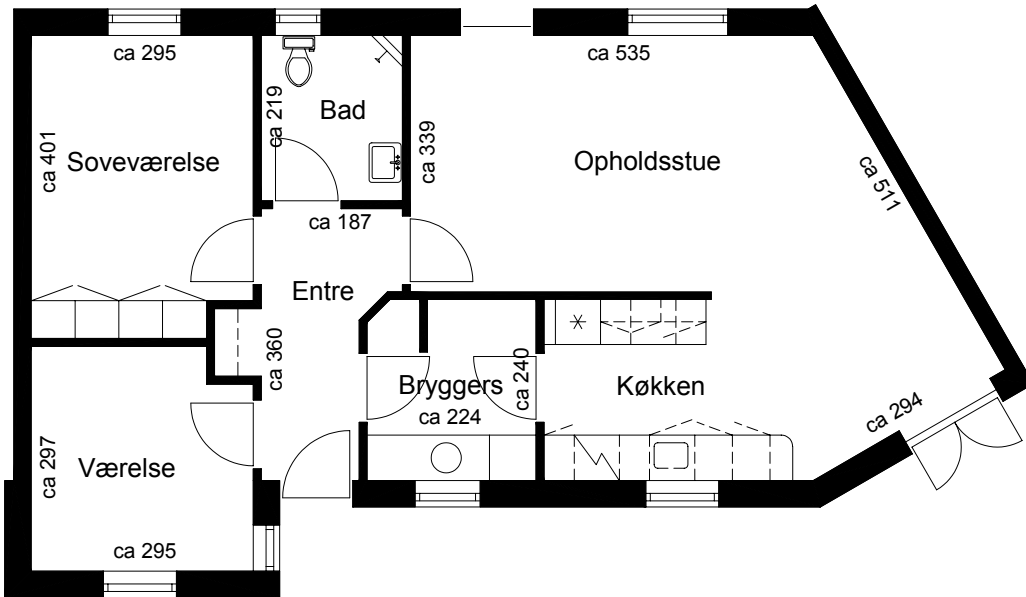 ca 295
ca 535
ca 219
Bad
ca 401
Soveværelse
ca 339
Opholdsstue
ca 511
ca 187
Entre
ca 360
Bryggers
ca 240
Køkken
ca 224
ca 294
ca 297
Værelse
ca 295